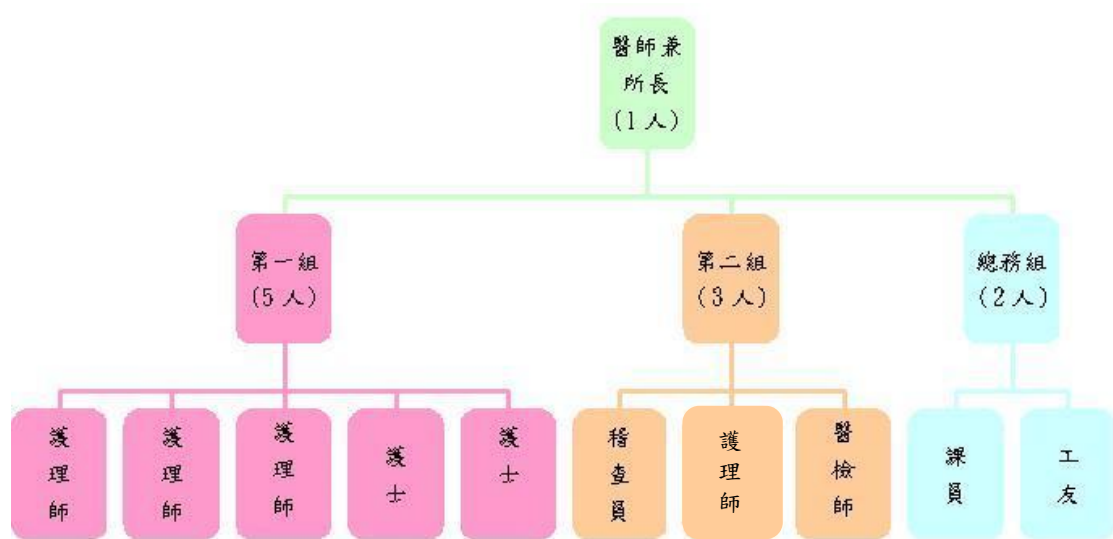 醫師兼
所長
(1人)
第一組
(5人)
第二組
(3人)
總務組
(2人)
護理師
護理師
護理師
護士
護士
稽查員
護理師
醫檢師
課員
工友